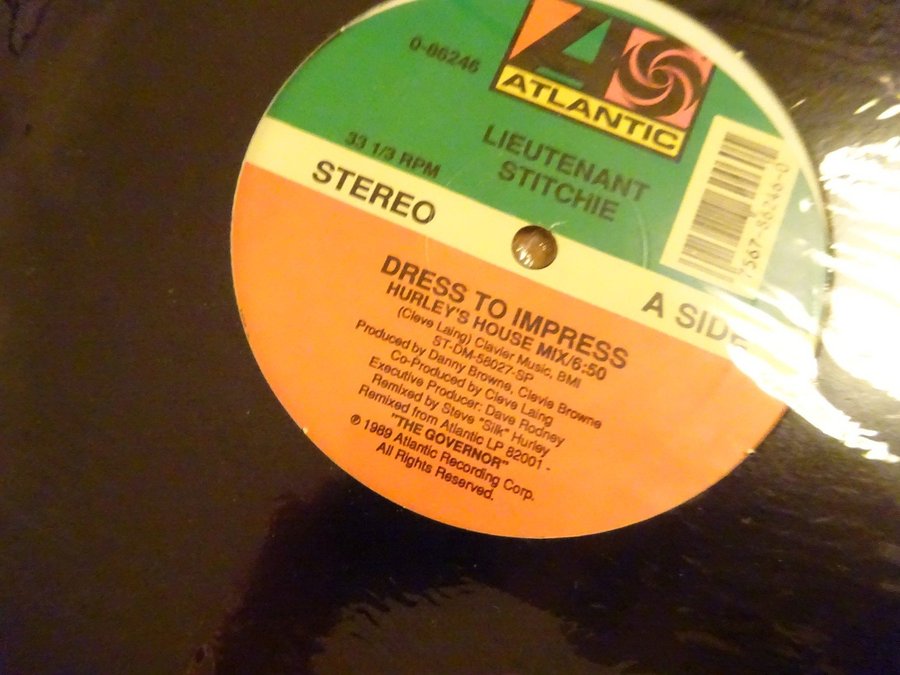 0-86246
ATLANTIC
LIEUTENANT
STITCHIE
33 1/3 RPM
STEREO
A SIDE
7567-86246-0
DRESS TO IMPRESS
HURLEY'S HOUSE MIX/6:50
(Cleve Laing) Clavier Music, BMI
ST-DM-58027-SP
Produced by Danny Browne, Clevie Browne
Co-Produced by Cleve Laing
Executive Producer: Dave Rodney
Remixed by Steve "Silk" Hurley
Remixed from Atlantic LP 82001 -
"THE GOVERNOR"
℗ 1989 Atlantic Recording Corp.
All Rights Reserved.